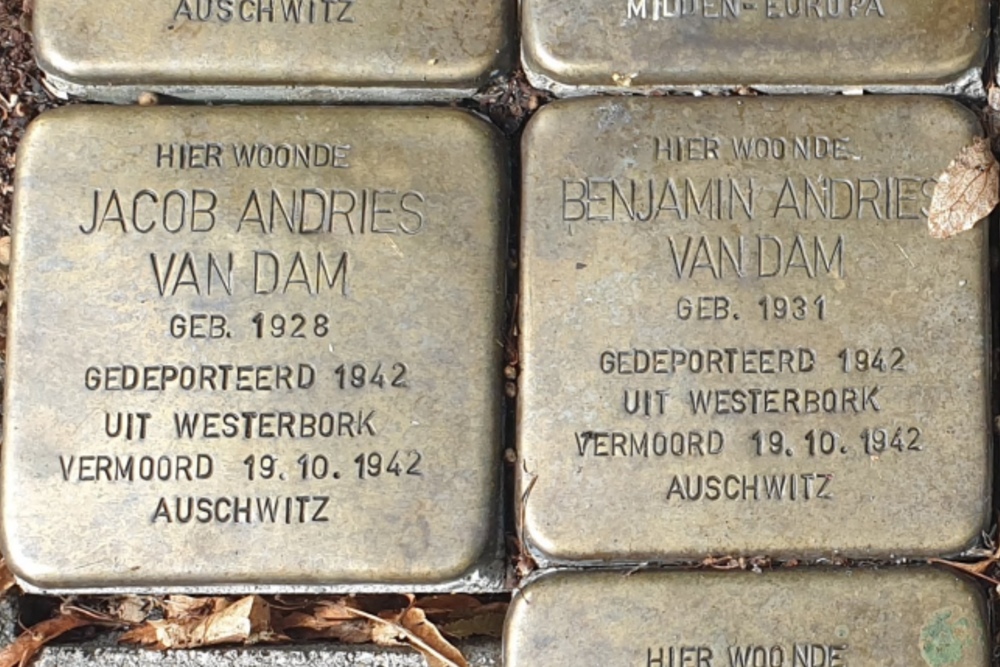 AUSCHWITZ
MIDDEN-EUROPA
HIER WOONDE
JACOB ANDRIES
VAN DAM
GEB. 1928
GEDEPORTEERD 1942
UIT WESTERBORK
VERMOORD 19.10.1942
AUSCHWITZ
HIER WOONDE
BENJAMIN ANDRIES
VAN DAM
GEB. 1931
GEDEPORTEERD 1942
UIT WESTERBORK
VERMOORD 19.10.1942
AUSCHWITZ
HIER WOONDE